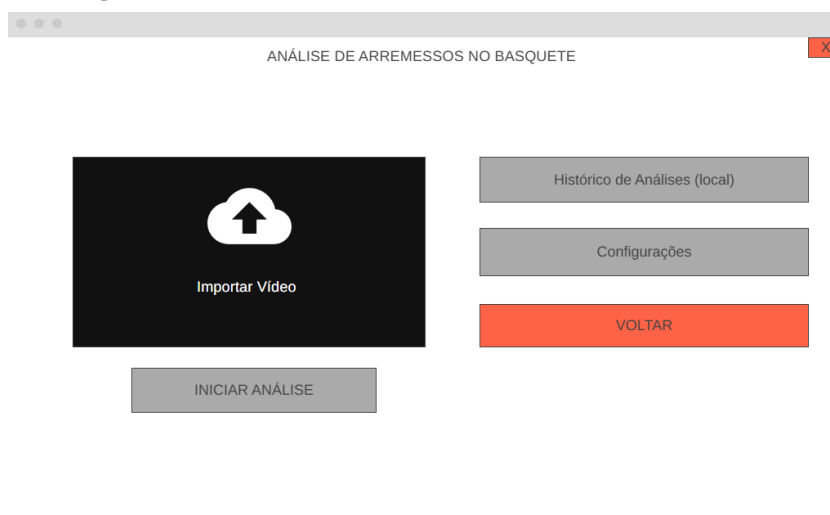 ANÁLISE DE ARREMESSOS NO BASQUETE
X
Importar Vídeo
INICIAR ANÁLISE
Histórico de Análises (local)
Configurações
VOLTAR